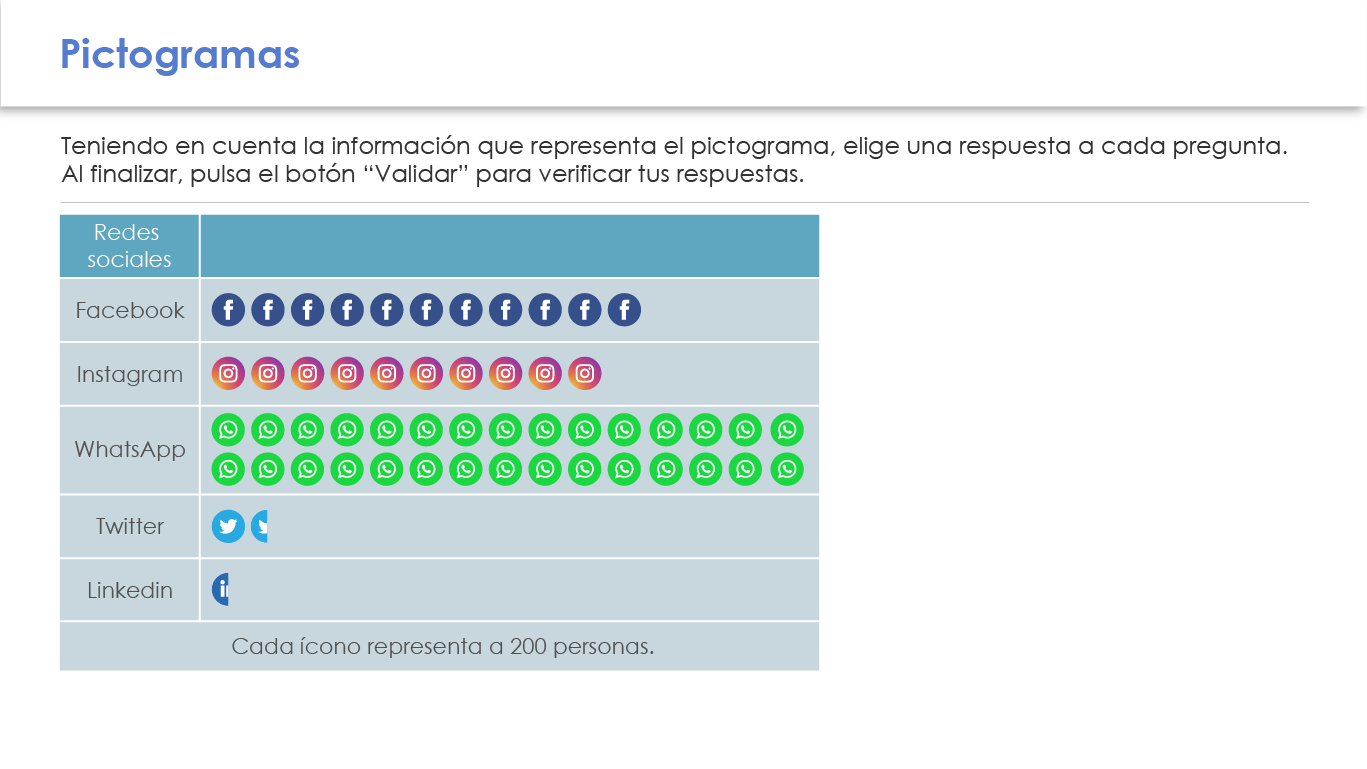 Pictogramas
Teniendo en cuenta la información que representa el pictograma, elige una respuesta a cada pregunta.
Al finalizar, pulsa el botón “Validar” para verificar tus respuestas.
Redes
sociales
Facebook
Instagram
WhatsApp
Twitter
Linkedin
Cada ícono representa a 200 personas.